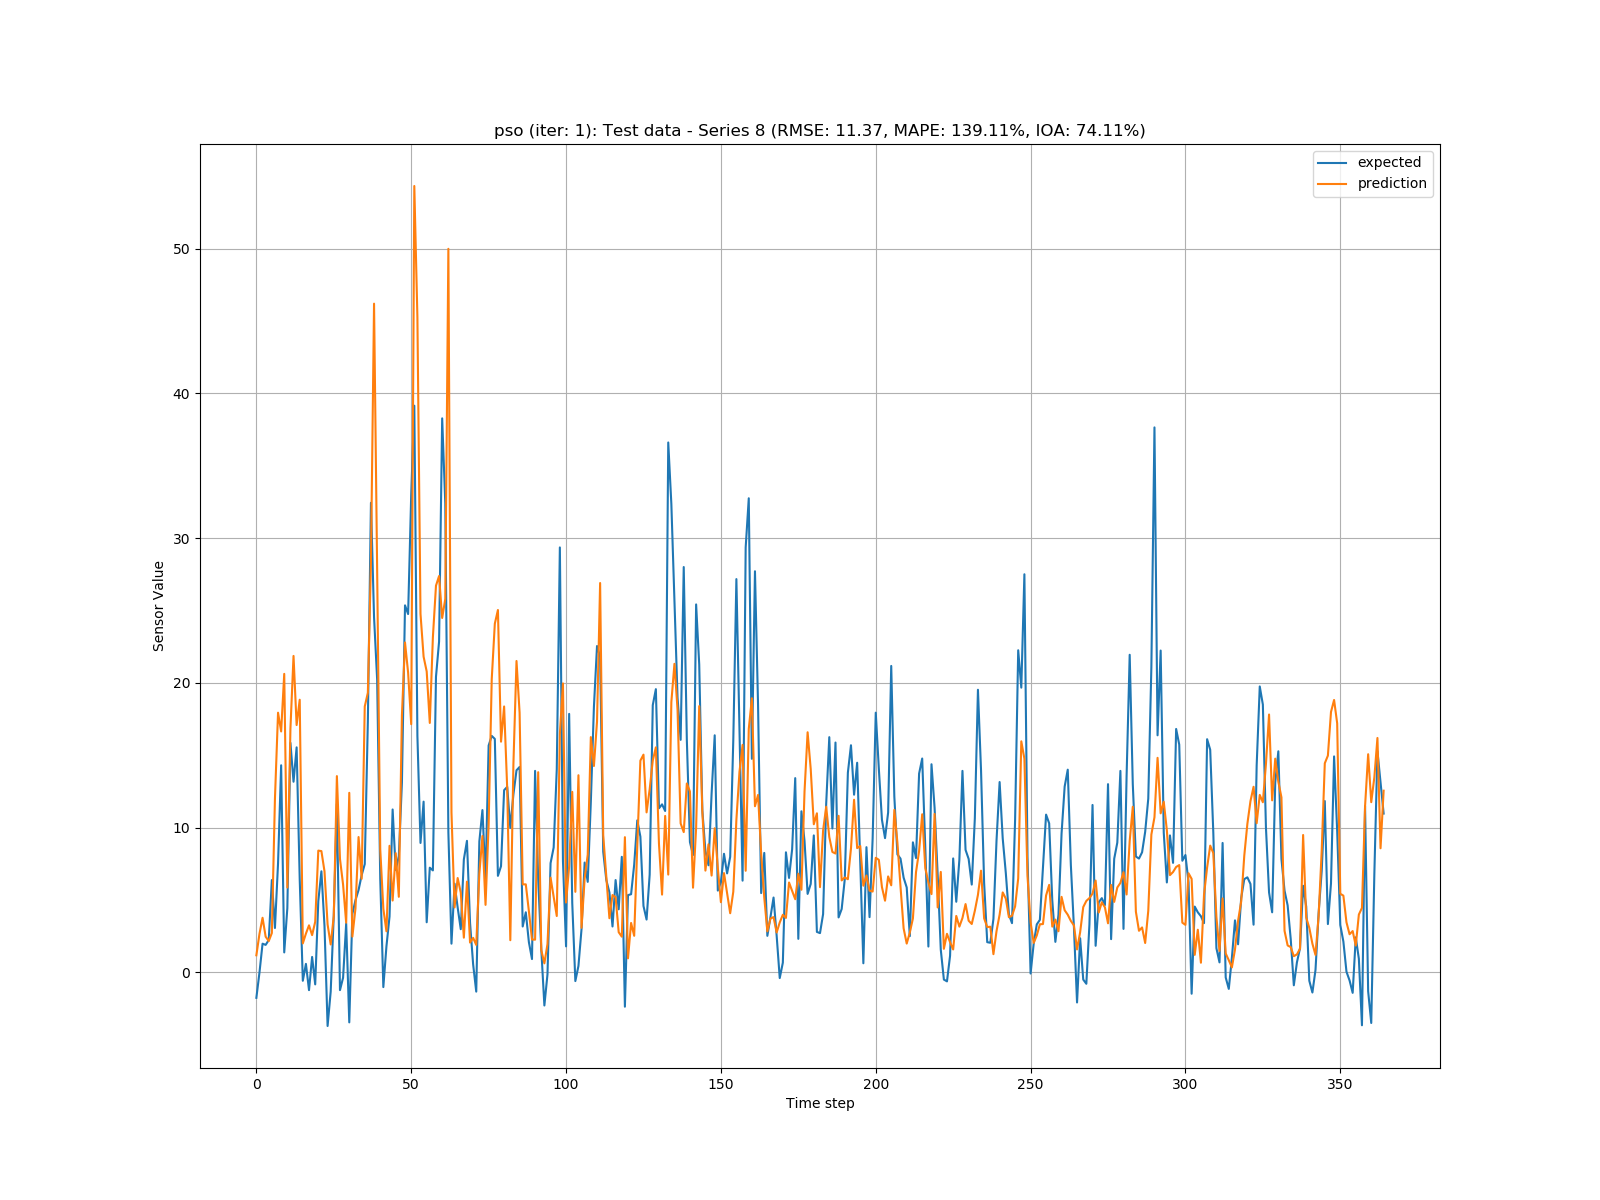 pso (iter: 1): Test data - Series 8 (RMSE: 11.37, MAPE: 139.11%, IOA: 74.11%)
expected
prediction
50
40
30
20
10
0
Sensor Value
0 50 100 150 200 250 300 350
Time step